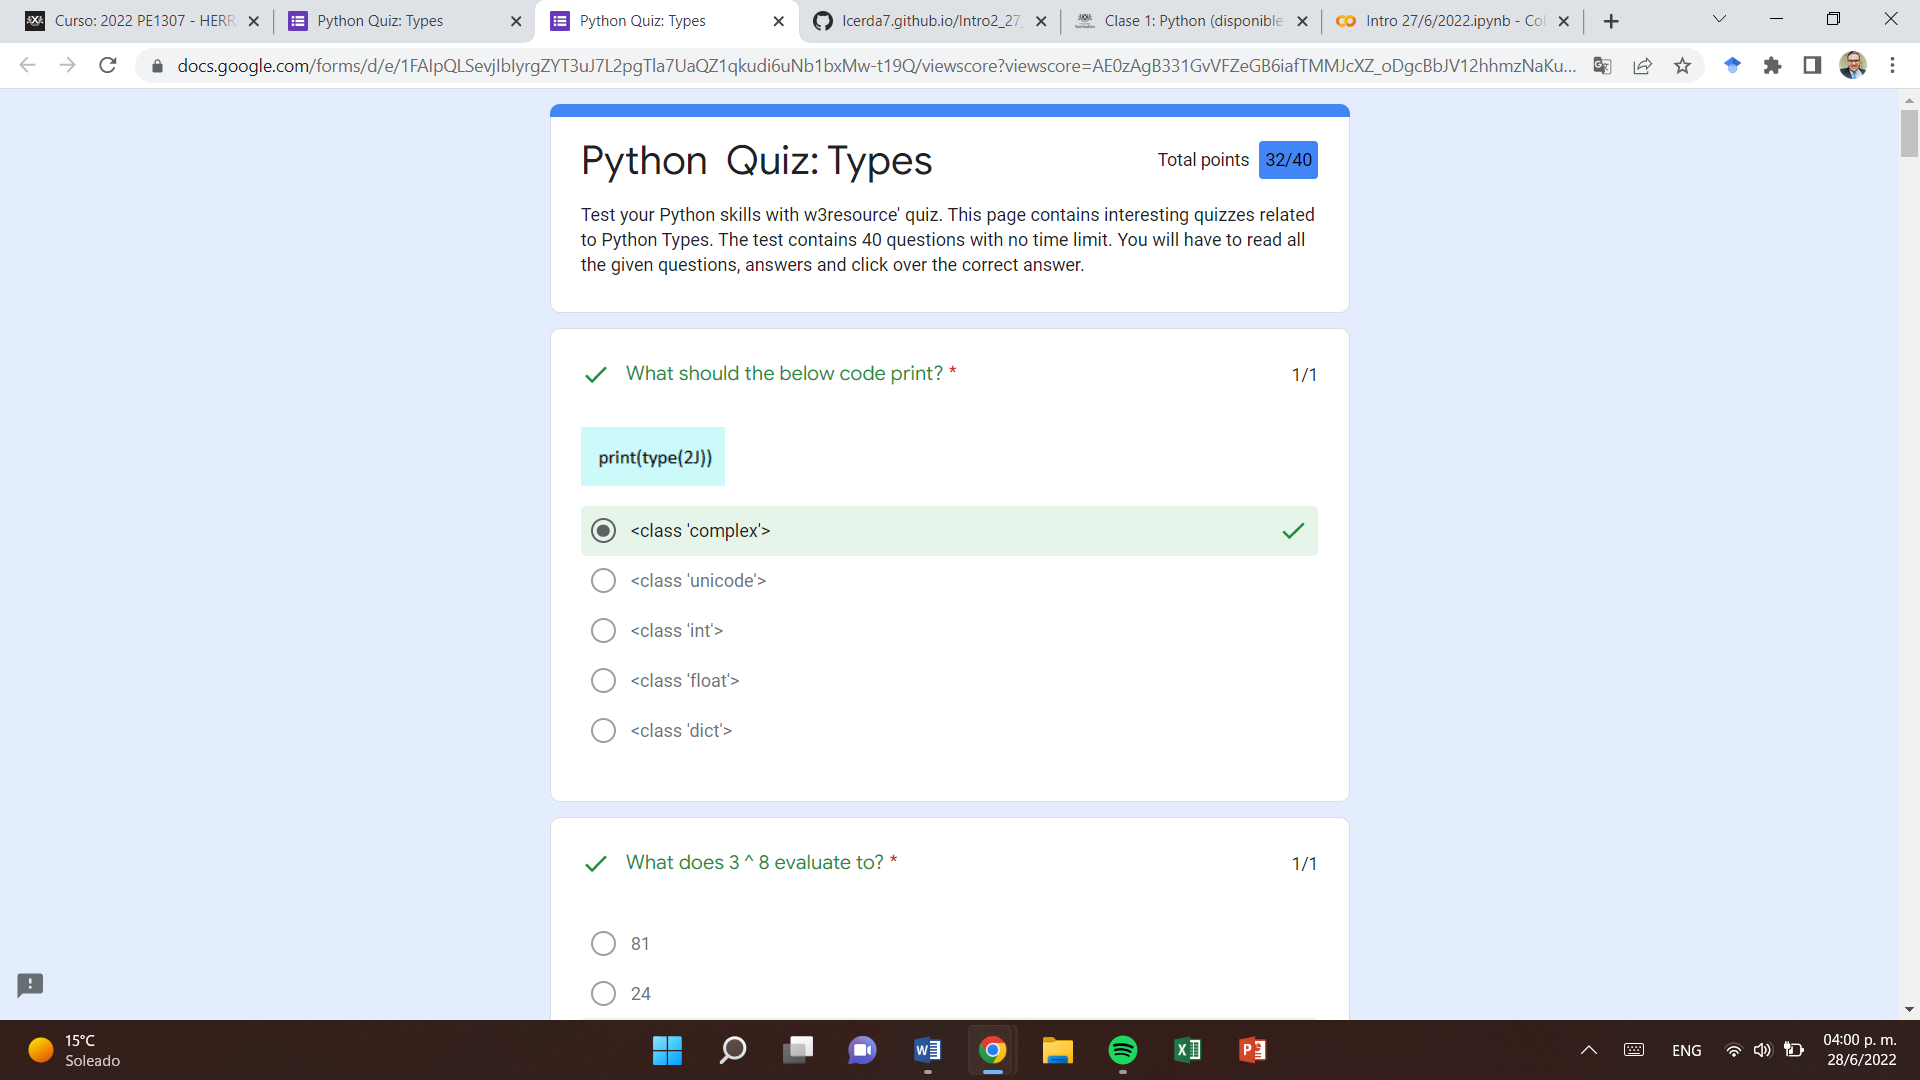 Curso: 2022 PE1307 - HERR
Python Quiz: Types
Python Quiz: Types
lcerda7.github.io/Intro2_27_
Clase 1: Python (disponible
Intro 27/6/2022.ipynb - Col
docs.google.com/forms/d/e/1FAIpQLSevjIbIyrgZYT3uJ7L2pgTla7UaQZ1qkudi6uNb1bxMw-t19Q/viewscore?viewscore=AE0zAgB331GvVFZeGB6iafTMMJcXZ_oDgcBbJV12hhmzNaKu...
Python Quiz: Types
Total points 32/40
Test your Python skills with w3resource' quiz. This page contains interesting quizzes related
to Python Types. The test contains 40 questions with no time limit. You will have to read all
the given questions, answers and click over the correct answer.
What should the below code print? *
1/1
print(type(2J))
<class 'complex'>
<class 'unicode'>
<class 'int'>
<class 'float'>
<class 'dict'>
What does 3 ^ 8 evaluate to? *
1/1
81
24
15°C
Soleado
ENG
04:00 p. m.
28/6/2022